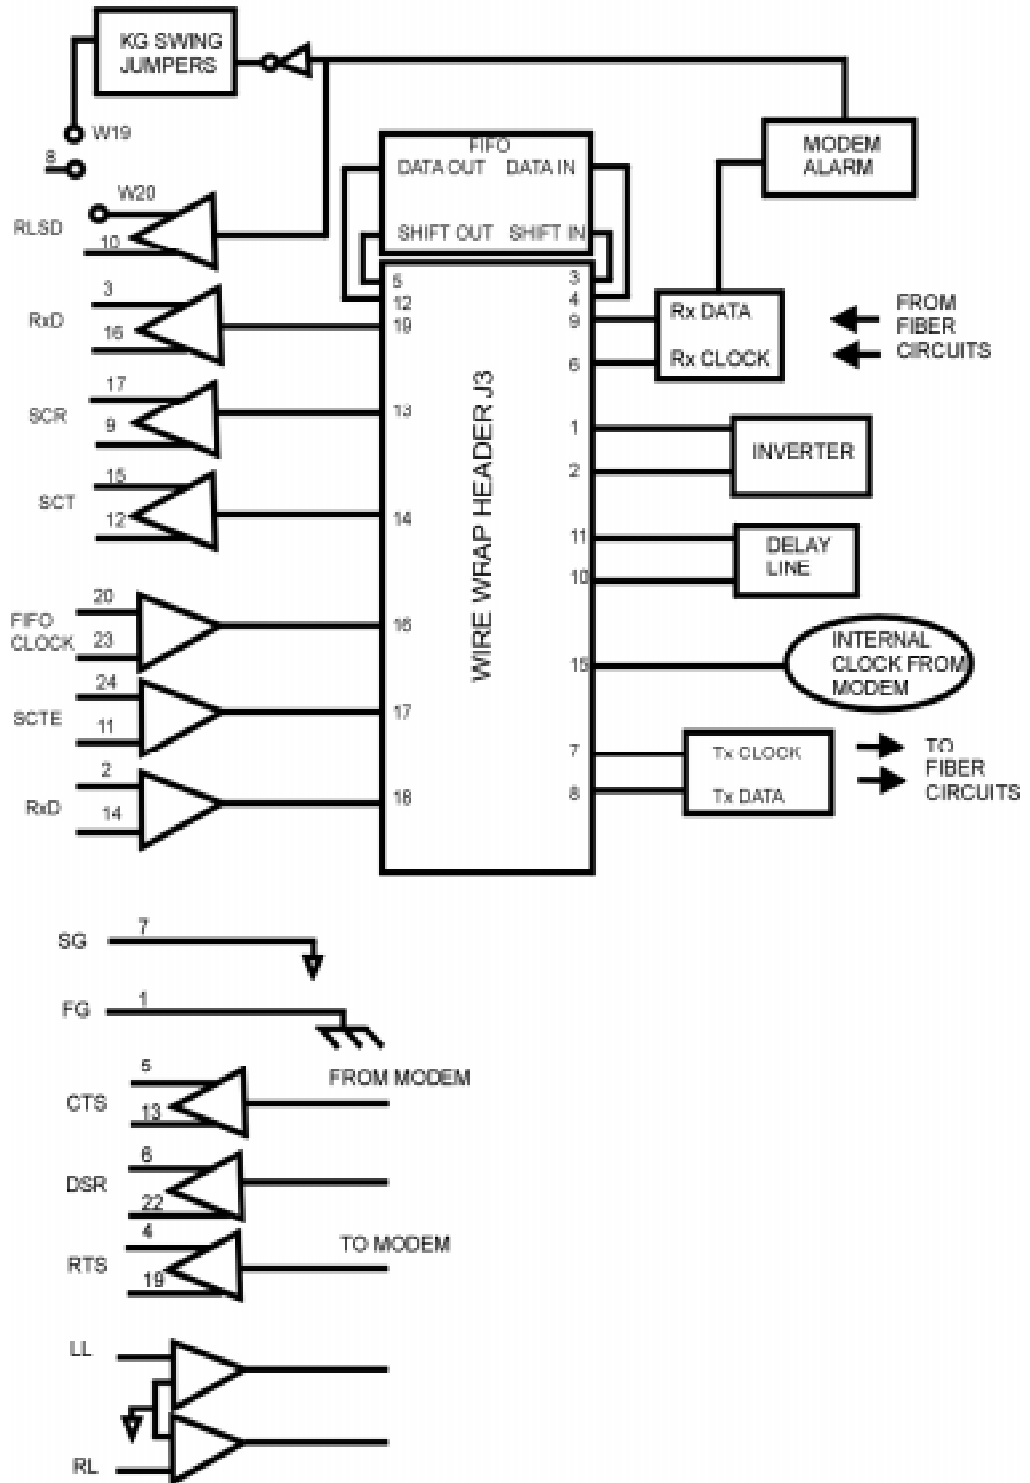 KG SWING
JUMPERS
W19
8
W20
RLSD
10
MODEM
ALARM
FIFO
DATA OUT DATA IN
SHIFT OUT SHIFT IN
5
12
19
13
14
16
17
18
3
4
9
6
1
2
11
10
15
7
8
WIRE WRAP HEADER J3
3
RxD
16
17
SCR
9
15
SCT
12
20
FIFO
CLOCK
23
24
SCTE
11
2
RxD
14
Rx DATA
Rx CLOCK
FROM
FIBER
CIRCUITS
INVERTER
DELAY
LINE
INTERNAL
CLOCK FROM
MODEM
Tx CLOCK
Tx DATA
TO
FIBER
CIRCUITS
SG
7
FG
1
FROM MODEM
5
CTS
13
6
DSR
22
4
RTS
19
TO MODEM
LL
RL